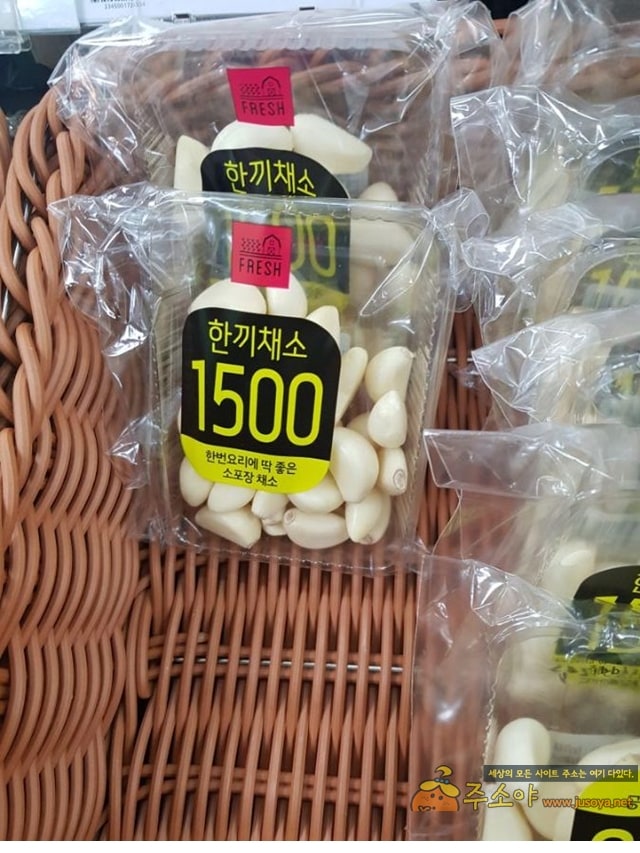 FRESH
한끼채소
FRESH
한끼채소
1500
한번요리에 딱 좋은
소포장 채소
세상의 모든 사이트 주소는 여기 다있다.
주소야 www.jusoya.net